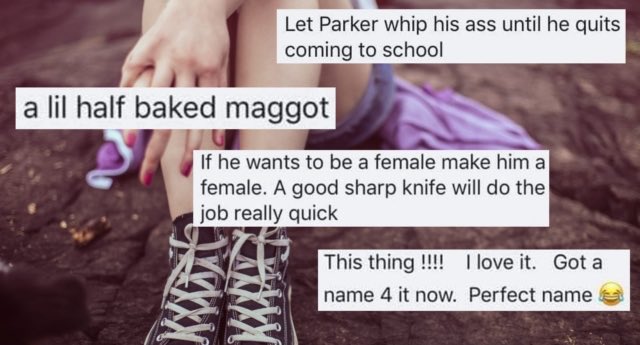 Let Parker whip his ass until he quits
coming to school
a lil half baked maggot
If he wants to be a female make him a
female. A good sharp knife will do the
job really quick
This thing !!!! I love it. Got a
name 4 it now. Perfect name 😂